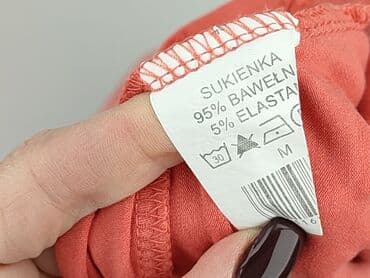 SUKIENKA
95% BAWEŁN
5% ELASTA
30
M